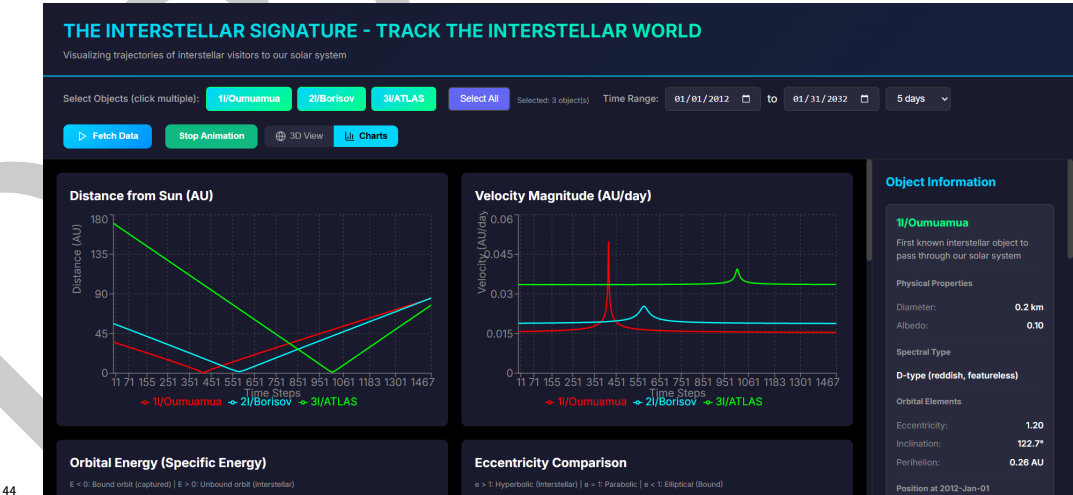 THE INTERSTELLAR SIGNATURE - TRACK THE INTERSTELLAR WORLD
Visualizing trajectories of interstellar visitors to our solar system
Select Objects (click multiple): 1I/Oumuamua 2I/Borisov 3I/ATLAS Select All Selected: 3 object(s) Time Range: 01/01/2012 to 01/31/2032 5 days
Fetch Data Stop Animation 3D View Charts
Distance from Sun (AU)
180
135
90
45
0
Distance (AU)
11 71 155 251 351 451 551 651 751 851 951 1061 1183 1301 1467
Time Steps
1I/Oumuamua 2I/Borisov 3I/ATLAS
Velocity Magnitude (AU/day)
0.06
0.045
0.03
0.015
0
Velocity (AU/day)
11 71 155 251 351 451 551 651 751 851 951 1061 1183 1301 1467
Time Steps
1I/Oumuamua 2I/Borisov 3I/ATLAS
Orbital Energy (Specific Energy)
E < 0: Bound orbit (captured) | E > 0: Unbound orbit (interstellar)
Eccentricity Comparison
e > 1: Hyperbolic (Interstellar) | e = 1: Parabolic | e < 1: Elliptical (Bound)
Object Information
1I/Oumuamua
First known interstellar object to
pass through our solar system
Physical Properties
Diameter: 0.2 km
Albedo: 0.10
Spectral Type
D-type (reddish, featureless)
Orbital Elements
Eccentricity: 1.20
Inclination: 122.7°
Perihelion: 0.26 AU
Position at 2012-Jan-01
44